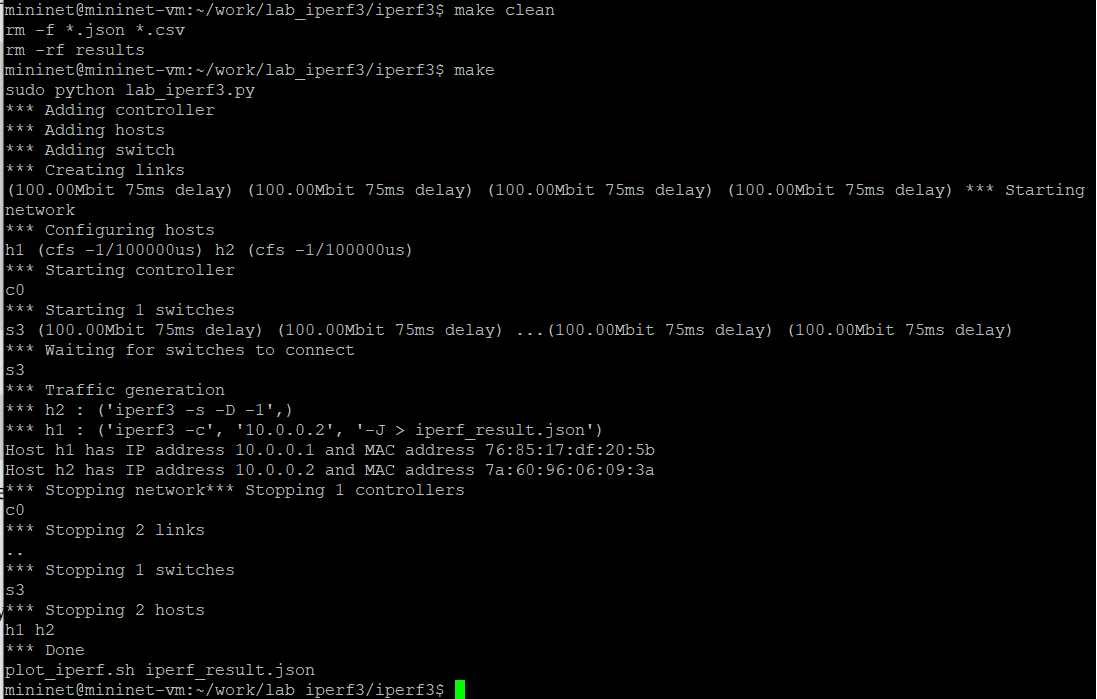 mininet@mininet-vm:~/work/lab_iperf3/iperf3$ make clean
rm -f *.json *.csv
rm -rf results
mininet@mininet-vm:~/work/lab_iperf3/iperf3$ make
sudo python lab_iperf3.py
*** Adding controller
*** Adding hosts
*** Adding switch
*** Creating links
(100.00Mbit 75ms delay) (100.00Mbit 75ms delay) (100.00Mbit 75ms delay) (100.00Mbit 75ms delay) *** Starting
network
*** Configuring hosts
h1 (cfs -1/100000us) h2 (cfs -1/100000us)
*** Starting controller
c0
*** Starting 1 switches
s3 (100.00Mbit 75ms delay) (100.00Mbit 75ms delay) ...(100.00Mbit 75ms delay) (100.00Mbit 75ms delay)
*** Waiting for switches to connect
s3
*** Traffic generation
*** h2 : ('iperf3 -s -D -1',)
*** h1 : ('iperf3 -c', '10.0.0.2', '-J > iperf_result.json')
Host h1 has IP address 10.0.0.1 and MAC address 76:85:17:df:20:5b
Host h2 has IP address 10.0.0.2 and MAC address 7a:60:96:06:09:3a
*** Stopping network*** Stopping 1 controllers
c0
*** Stopping 2 links
..
*** Stopping 1 switches
s3
*** Stopping 2 hosts
h1 h2
*** Done
plot_iperf.sh iperf_result.json
mininet@mininet-vm:~/work/lab_iperf3/iperf3$